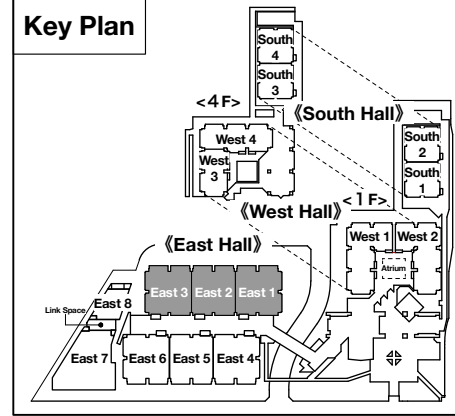 Key Plan
South
4
South
3
<4F>
《South Hall》
West 4
West
3
South
2
South
1
《West Hall》
<1F>
West 1
West 2
Atrium
《East Hall》
East 3
East 2
East 1
East 8
Link Space
East 7
East 6
East 5
East 4